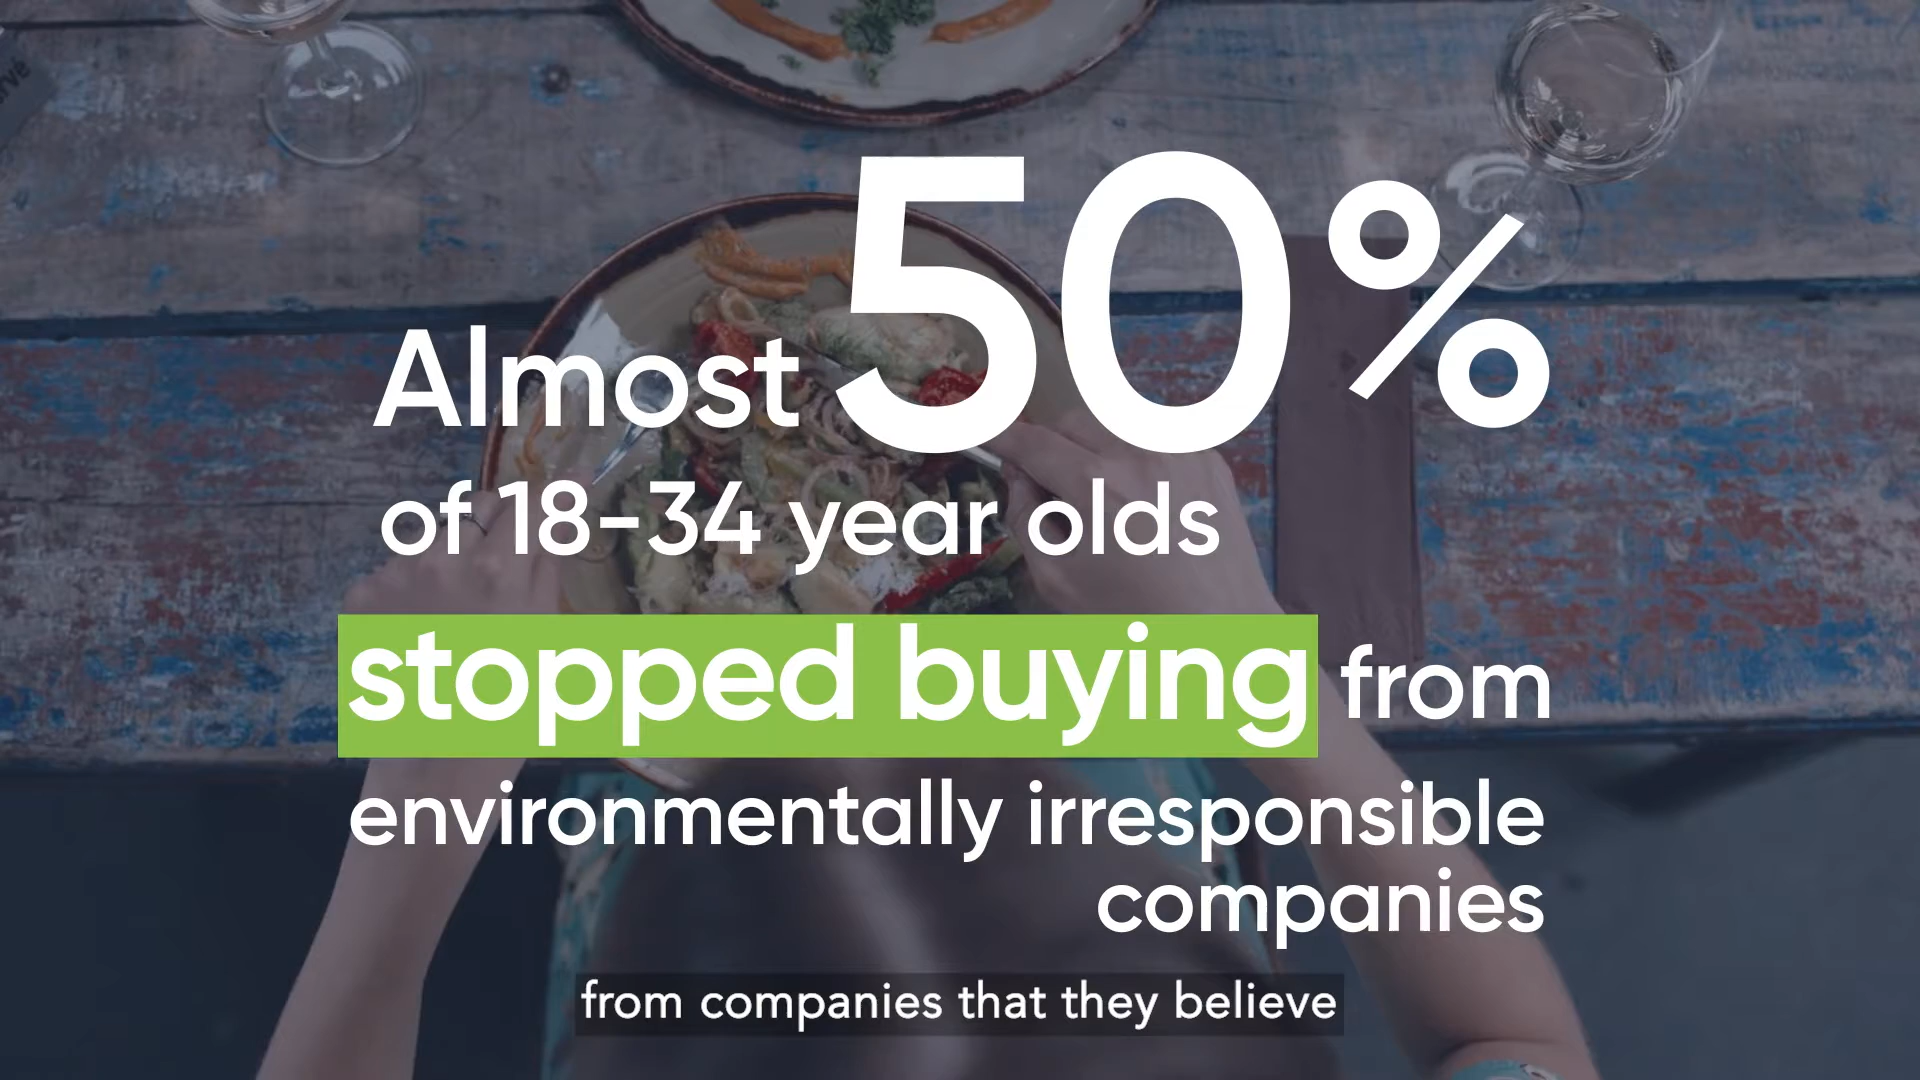 Almost 50%
of 18-34 year olds
stopped buying from
environmentally irresponsible
companies
from companies that they believe